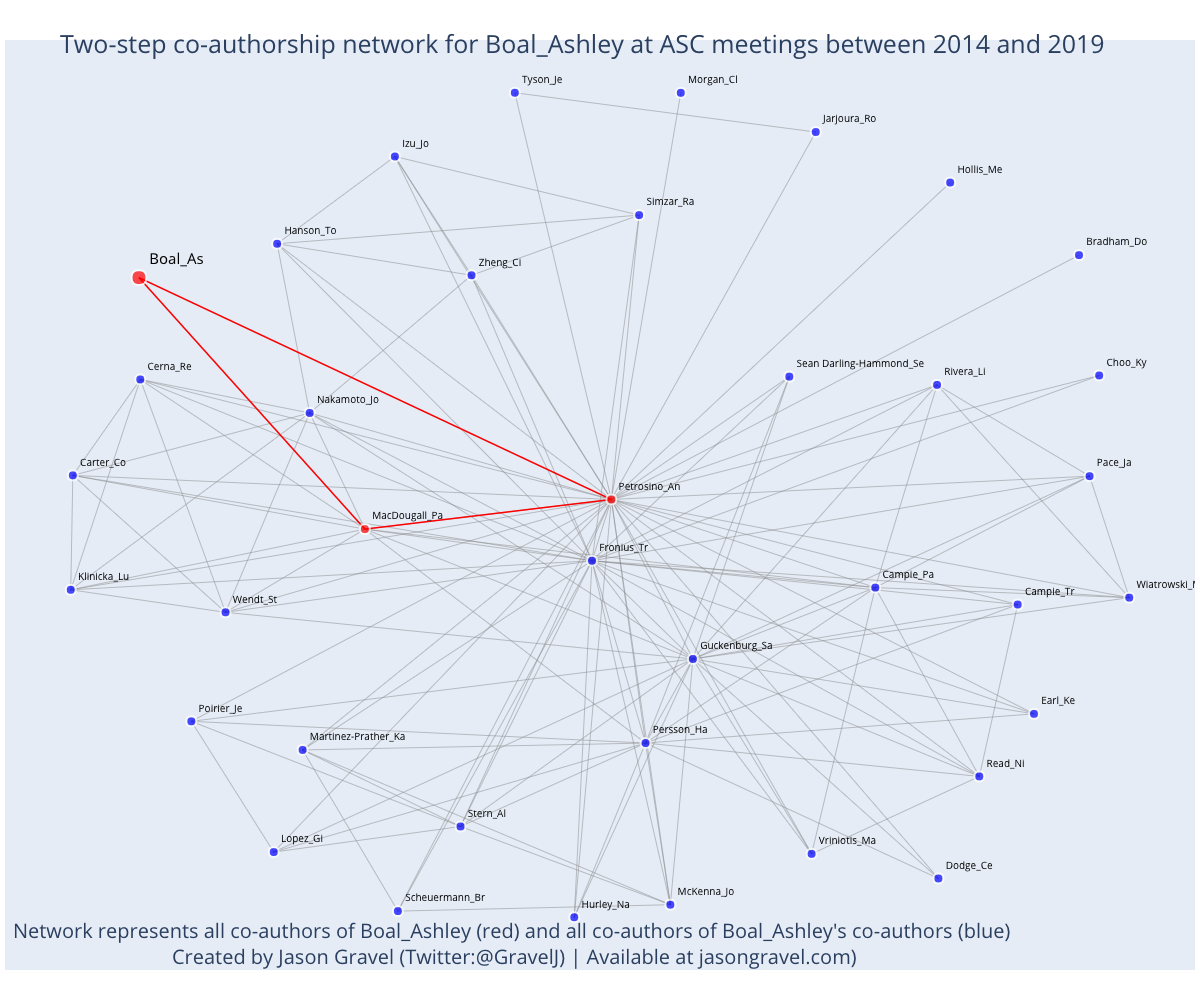 Two-step co-authorship network for Boal_Ashley at ASC meetings between 2014 and 2019
Tyson_Je
Morgan_Cl
Jarjoura_Ro
Izu_Jo
Hollis_Me
Simzar_Ra
Hanson_To
Bradham_Do
Boal_As
Zheng_Ci
Cerna_Re
Sean Darling-Hammond_Se
Rivera_Li
Choo_Ky
Nakamoto_Jo
Carter_Co
Pace_Ja
Petrosino_An
MacDougall_Pa
Fronius_Tr
Klinicka_Lu
Campie_Pa
Wiatrowski_
Wendt_St
Campie_Tr
Guckenburg_Sa
Poirier_Je
Earl_Ke
Martinez-Prather_Ka
Persson_Ha
Read_Ni
Stern_Al
Lopez_Gi
Vriniotis_Ma
Dodge_Ce
Scheuermann_Br
Hurley_Na
McKenna_Jo
Network represents all co-authors of Boal_Ashley (red) and all co-authors of Boal_Ashley's co-authors (blue)
Created by Jason Gravel (Twitter:@GravelJ) | Available at jasongravel.com)